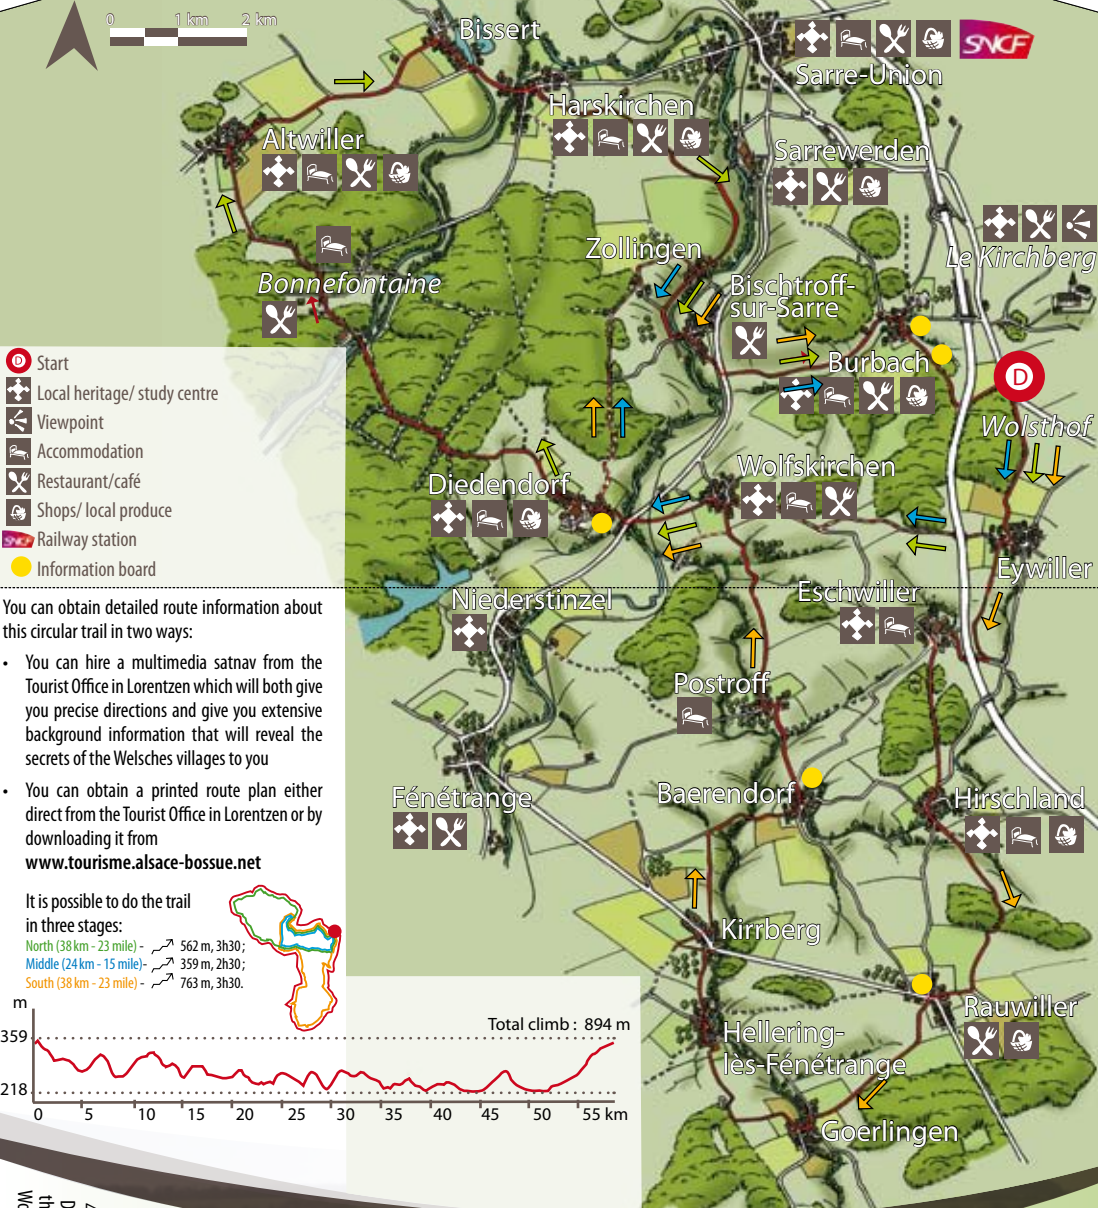 0 1 km 2 km
Bissert
SNCF
Sarre-Union
Harskirchen
Altwiller
Sarrewerden
Le Kirchberg
Zollingen
Bonnefontaine
Bischtroff-
sur-Sarre
Burbach
D
Wolsthof
Diedendorf
Wolfskirchen
Eywiller
Niederstinzel
Eschwiller
Postroff
Fénétrange
Baerendorf
Hirschland
Kirrberg
Rauwiller
Hellering-
lès-Fénétrange
Goerlingen
D Start
Local heritage/ study centre
Viewpoint
Accommodation
Restaurant/café
Shops/ local produce
SNCF Railway station
Information board
You can obtain detailed route information about
this circular trail in two ways:
• You can hire a multimedia satnav from the
Tourist Office in Lorentzen which will both give
you precise directions and give you extensive
background information that will reveal the
secrets of the Welsches villages to you
• You can obtain a printed route plan either
direct from the Tourist Office in Lorentzen or by
downloading it from
www.tourisme.alsace-bossue.net
It is possible to do the trail
in three stages:
North (38 km - 23 mile) - 562 m, 3h30 ;
Middle (24 km - 15 mile)- 359 m, 2h30 ;
South (38 km - 23 mile) - 763 m, 3h30.
m
Total climb : 894 m
359
218
0 5 10 15 20 25 30 35 40 45 50 55 km